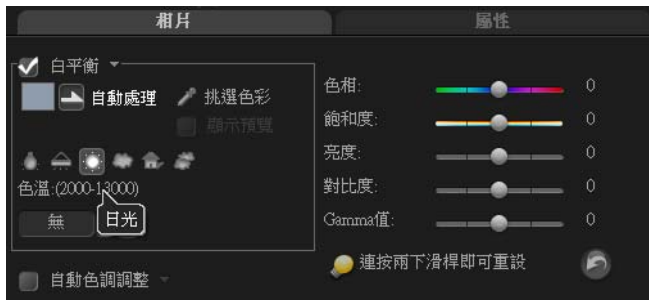 相片
屬性
白平衡
自動處理
挑選色彩
顯示預覽
色溫:(2000-13000)
無
日光
自動色調調整
色相: 0
飽和度: 0
亮度: 0
對比度: 0
Gamma值: 0
連按兩下滑桿即可重設